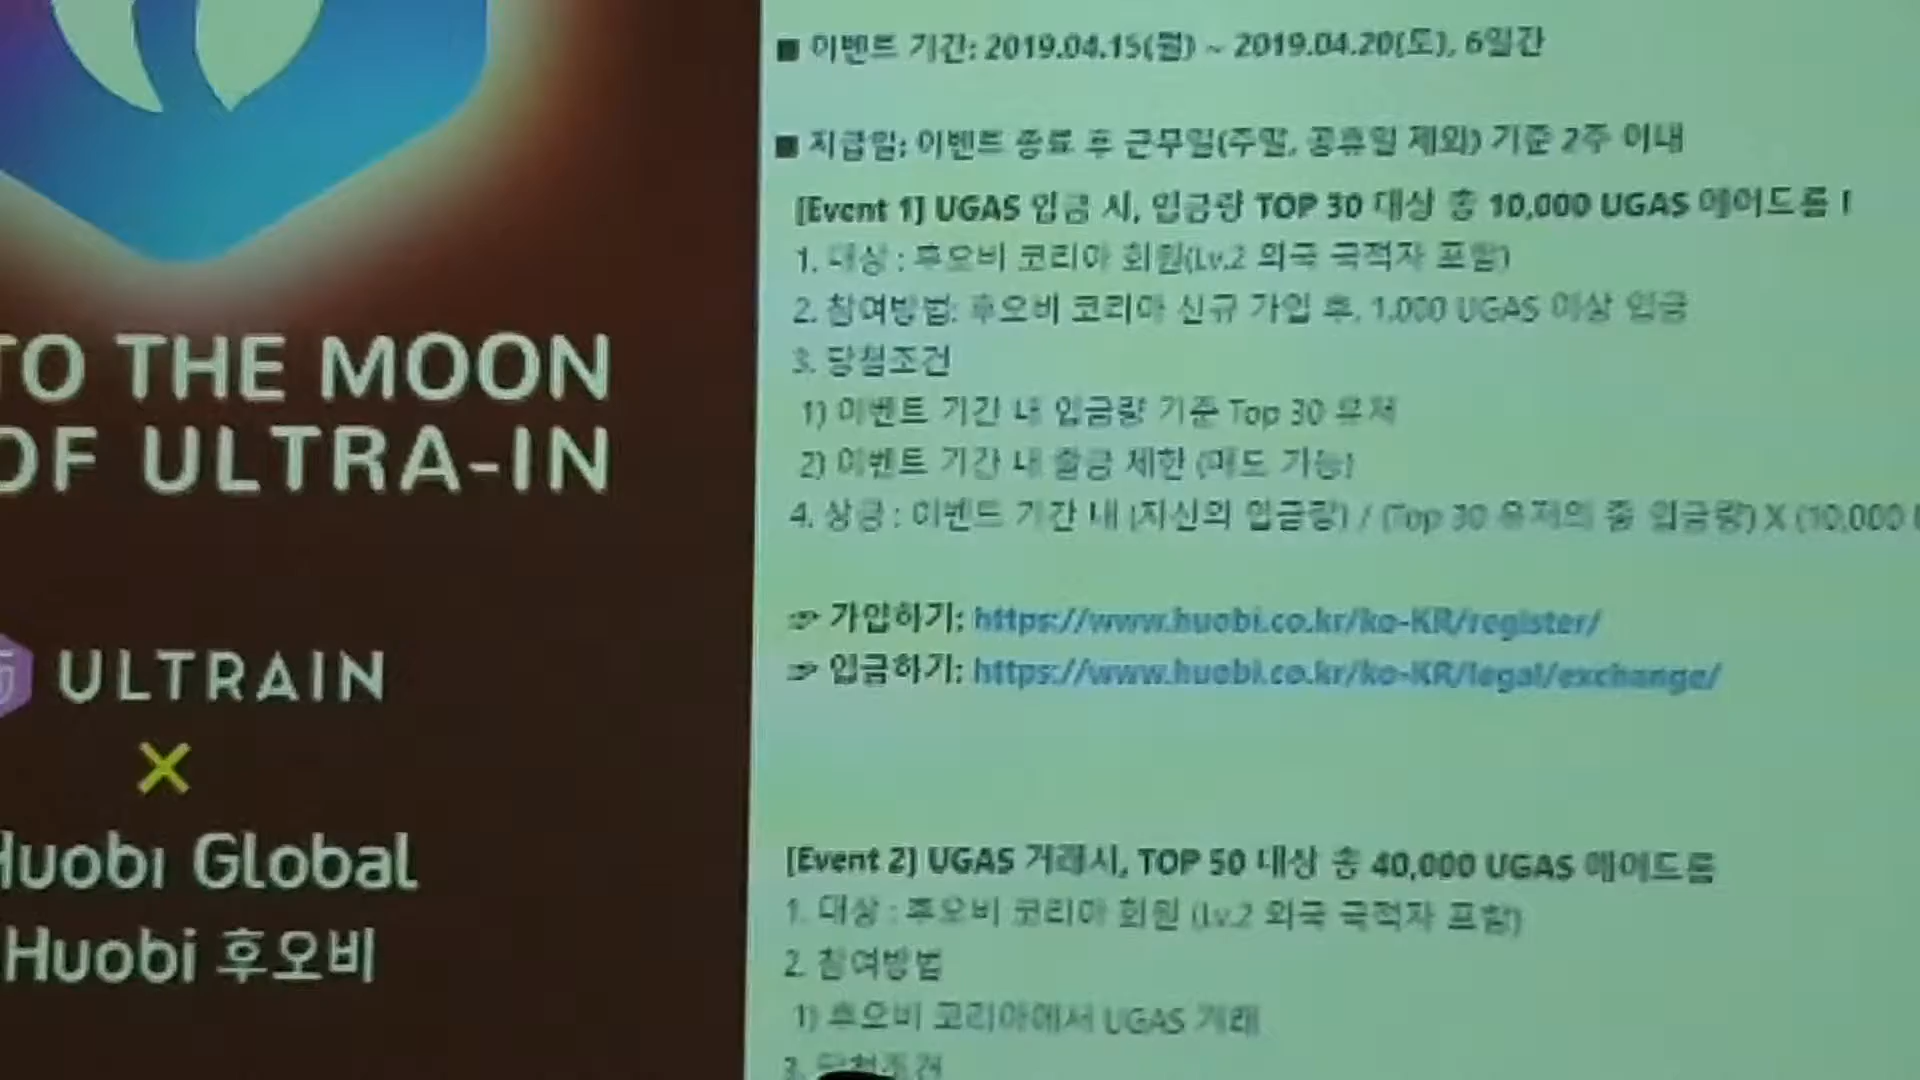 TO THE MOON
OF ULTRA-IN
ULTRAIN
×
Huobi Global
Huobi 후오비
■ 이벤트 기간: 2019.04.15(월) ~ 2019.04.20(토), 6일간
■ 지급일: 이벤트 종료 후 근무일(주말, 공휴일 제외) 기준 2주 이내
[Event 1] UGAS 입금 시, 입금량 TOP 30 대상 총 10,000 UGAS 에어드롭!
1. 대상 : 후오비 코리아 회원(Lv.2 외국 국적자 포함)
2. 참여방법: 후오비 코리아 신규 가입 후, 1,000 UGAS 이상 입금
3. 당첨조건
1) 이벤트 기간 내 입금량 기준 Top 30 유저
2) 이벤트 기간 내 출금 제한 (매도 가능)
4. 상금 : 이벤트 기간 내 (자신의 입금량) / (Top 30 유저의 총 입금량) X (10,000
☞ 가입하기: https://www.huobi.co.kr/ko-KR/register/
☞ 입금하기: https://www.huobi.co.kr/ko-KR/legal/exchange/
[Event 2] UGAS 거래시, TOP 50 대상 총 40,000 UGAS 에어드롭
1. 대상 : 후오비 코리아 회원 (Lv.2 외국 국적자 포함)
2. 참여방법
1) 후오비 코리아에서 UGAS 거래
3. 당첨조건